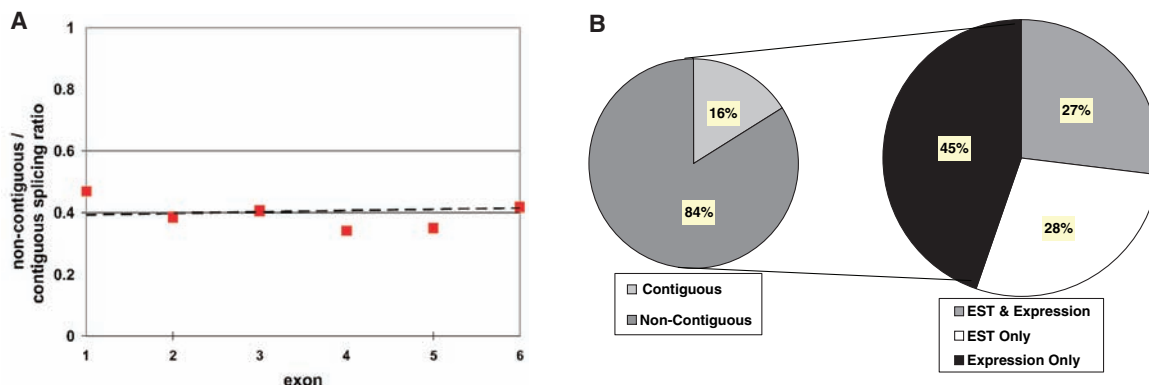 A
non-contiguous /
contiguous splicing ratio
1
0.8
0.6
0.4
0.2
0
1 2 3 4 5 6
exon
B
16%
84%
Contiguous
Non-Contiguous
27%
45%
28%
EST & Expression
EST Only
Expression Only